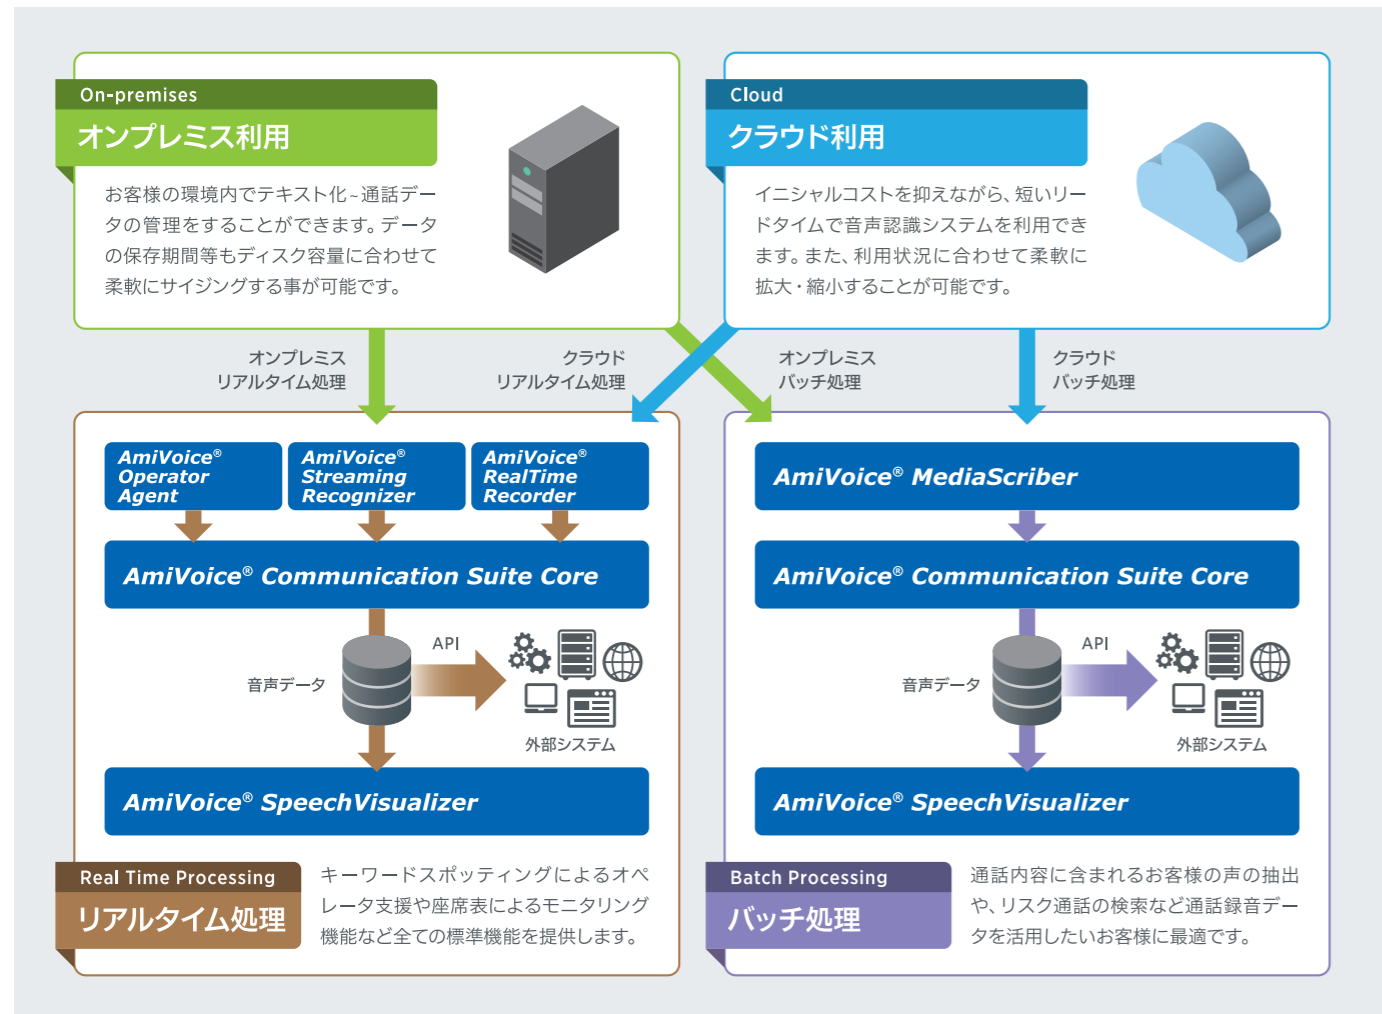 On-premises
オンプレミス利用
お客様の環境内でテキスト化~通話デー
タの管理をすることができます。データ
の保存期間等もディスク容量に合わせて
柔軟にサイジングする事が可能です。
Cloud
クラウド利用
イニシャルコストを抑えながら、短いリー
ドタイムで音声認識システムを利用でき
ます。また、利用状況に合わせて柔軟に
拡大・縮小することが可能です。
オンプレミス
リアルタイム処理
クラウド
リアルタイム処理
オンプレミス
バッチ処理
クラウド
バッチ処理
AmiVoice®
Operator
Agent
AmiVoice®
Streaming
Recognizer
AmiVoice®
RealTime
Recorder
AmiVoice® Communication Suite Core
API
音声データ
外部システム
AmiVoice® SpeechVisualizer
Real Time Processing
リアルタイム処理
キーワードスポッティングによるオペ
レータ支援や座席表によるモニタリング
機能など全ての標準機能を提供します。
AmiVoice® MediaScriber
AmiVoice® Communication Suite Core
API
音声データ
外部システム
AmiVoice® SpeechVisualizer
Batch Processing
バッチ処理
通話内容に含まれるお客様の声の抽出
や、リスク通話の検索など通話録音デー
タを活用したいお客様に最適です。